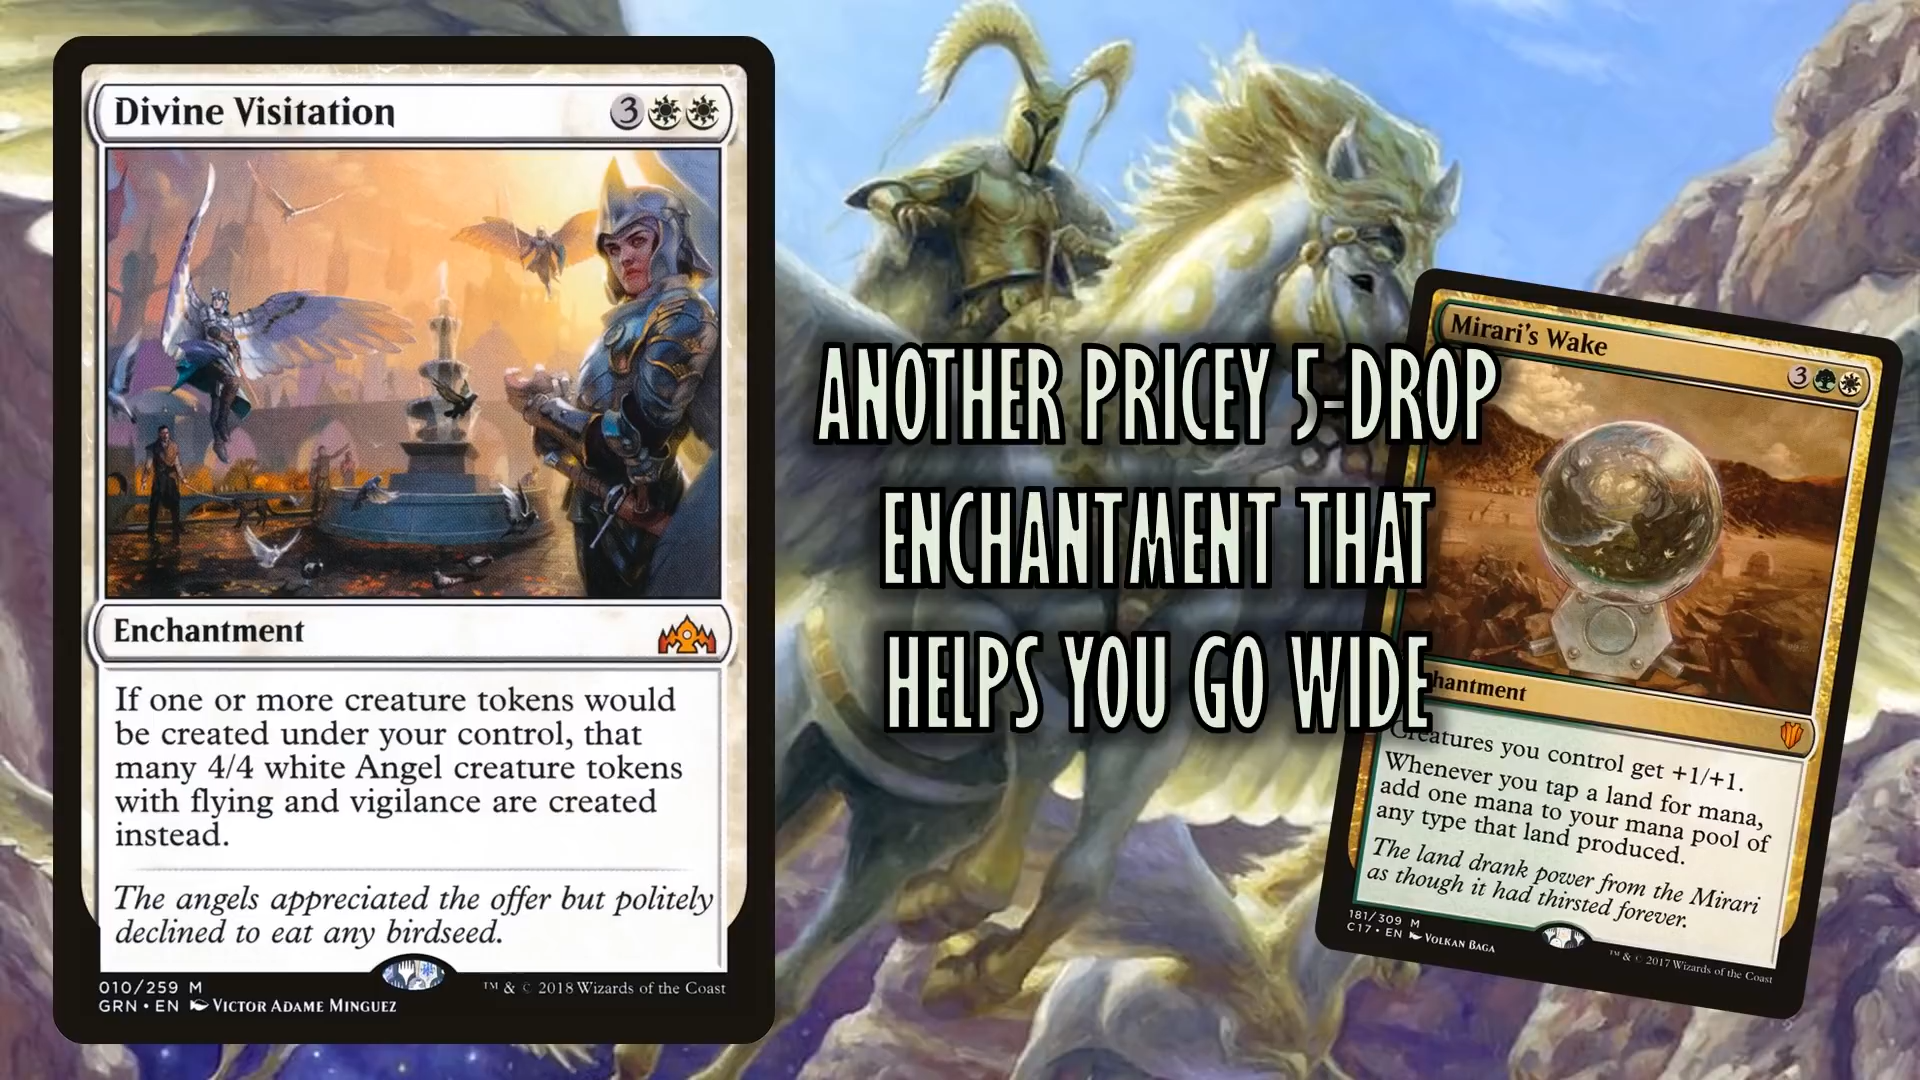 Divine Visitation
3
Enchantment
If one or more creature tokens would
be created under your control, that
many 4/4 white Angel creature tokens
with flying and vigilance are created
instead.
The angels appreciated the offer but politely
declined to eat any birdseed.
010/259 M
GRN • EN VICTOR ADAME MINGUEZ
™ & © 2018 Wizards of the Coast
ANOTHER PRICEY 5-DROP
ENCHANTMENT THAT
HELPS YOU GO WIDE
Mirari's Wake
3
hantment
Creatures you control get +1/+1.
Whenever you tap a land for mana,
add one mana to your mana pool of
any type that land produced.
The land drank power from the Mirari
as though it had thirsted forever.
181/309 M
C17 • EN VOLKAN BAGA
™ & © 2017 Wizards of the Coast